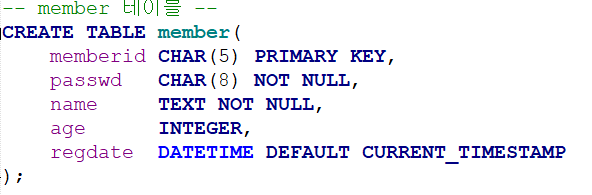 -- member 테이블 --
CREATE TABLE member(
    memberid CHAR(5) PRIMARY KEY,
    passwd   CHAR(8) NOT NULL,
    name     TEXT NOT NULL,
    age      INTEGER,
    regdate  DATETIME DEFAULT CURRENT_TIMESTAMP
);